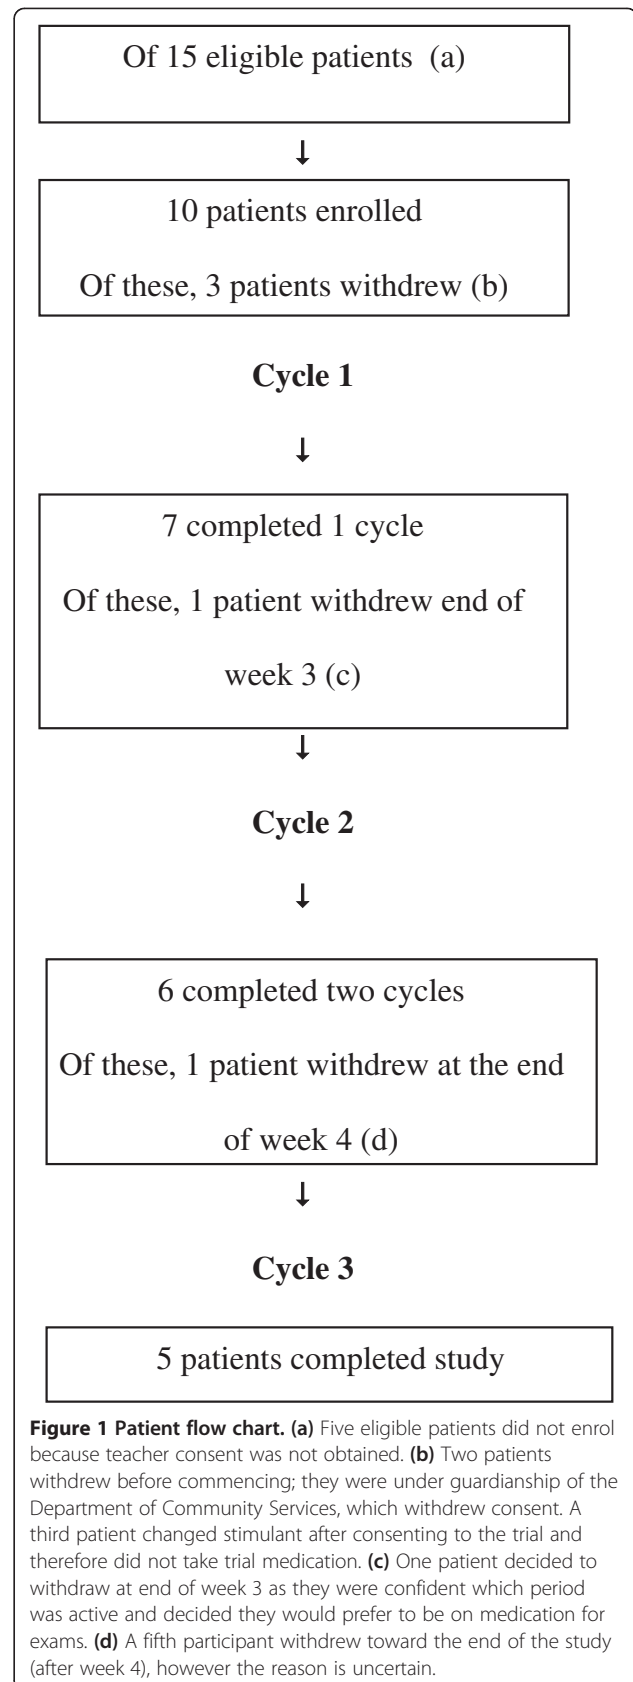 Of 15 eligible patients (a)
↓
10 patients enrolled
Of these, 3 patients withdrew (b)
Cycle 1
↓
7 completed 1 cycle
Of these, 1 patient withdrew end of
week 3 (c)
↓
Cycle 2
↓
6 completed two cycles
Of these, 1 patient withdrew at the end
of week 4 (d)
↓
Cycle 3
5 patients completed study
Figure 1 Patient flow chart. (a) Five eligible patients did not enrol
because teacher consent was not obtained. (b) Two patients
withdrew before commencing; they were under guardianship of the
Department of Community Services, which withdrew consent. A
third patient changed stimulant after consenting to the trial and
therefore did not take trial medication. (c) One patient decided to
withdraw at end of week 3 as they were confident which period
was active and decided they would prefer to be on medication for
exams. (d) A fifth participant withdrew toward the end of the study
(after week 4), however the reason is uncertain.